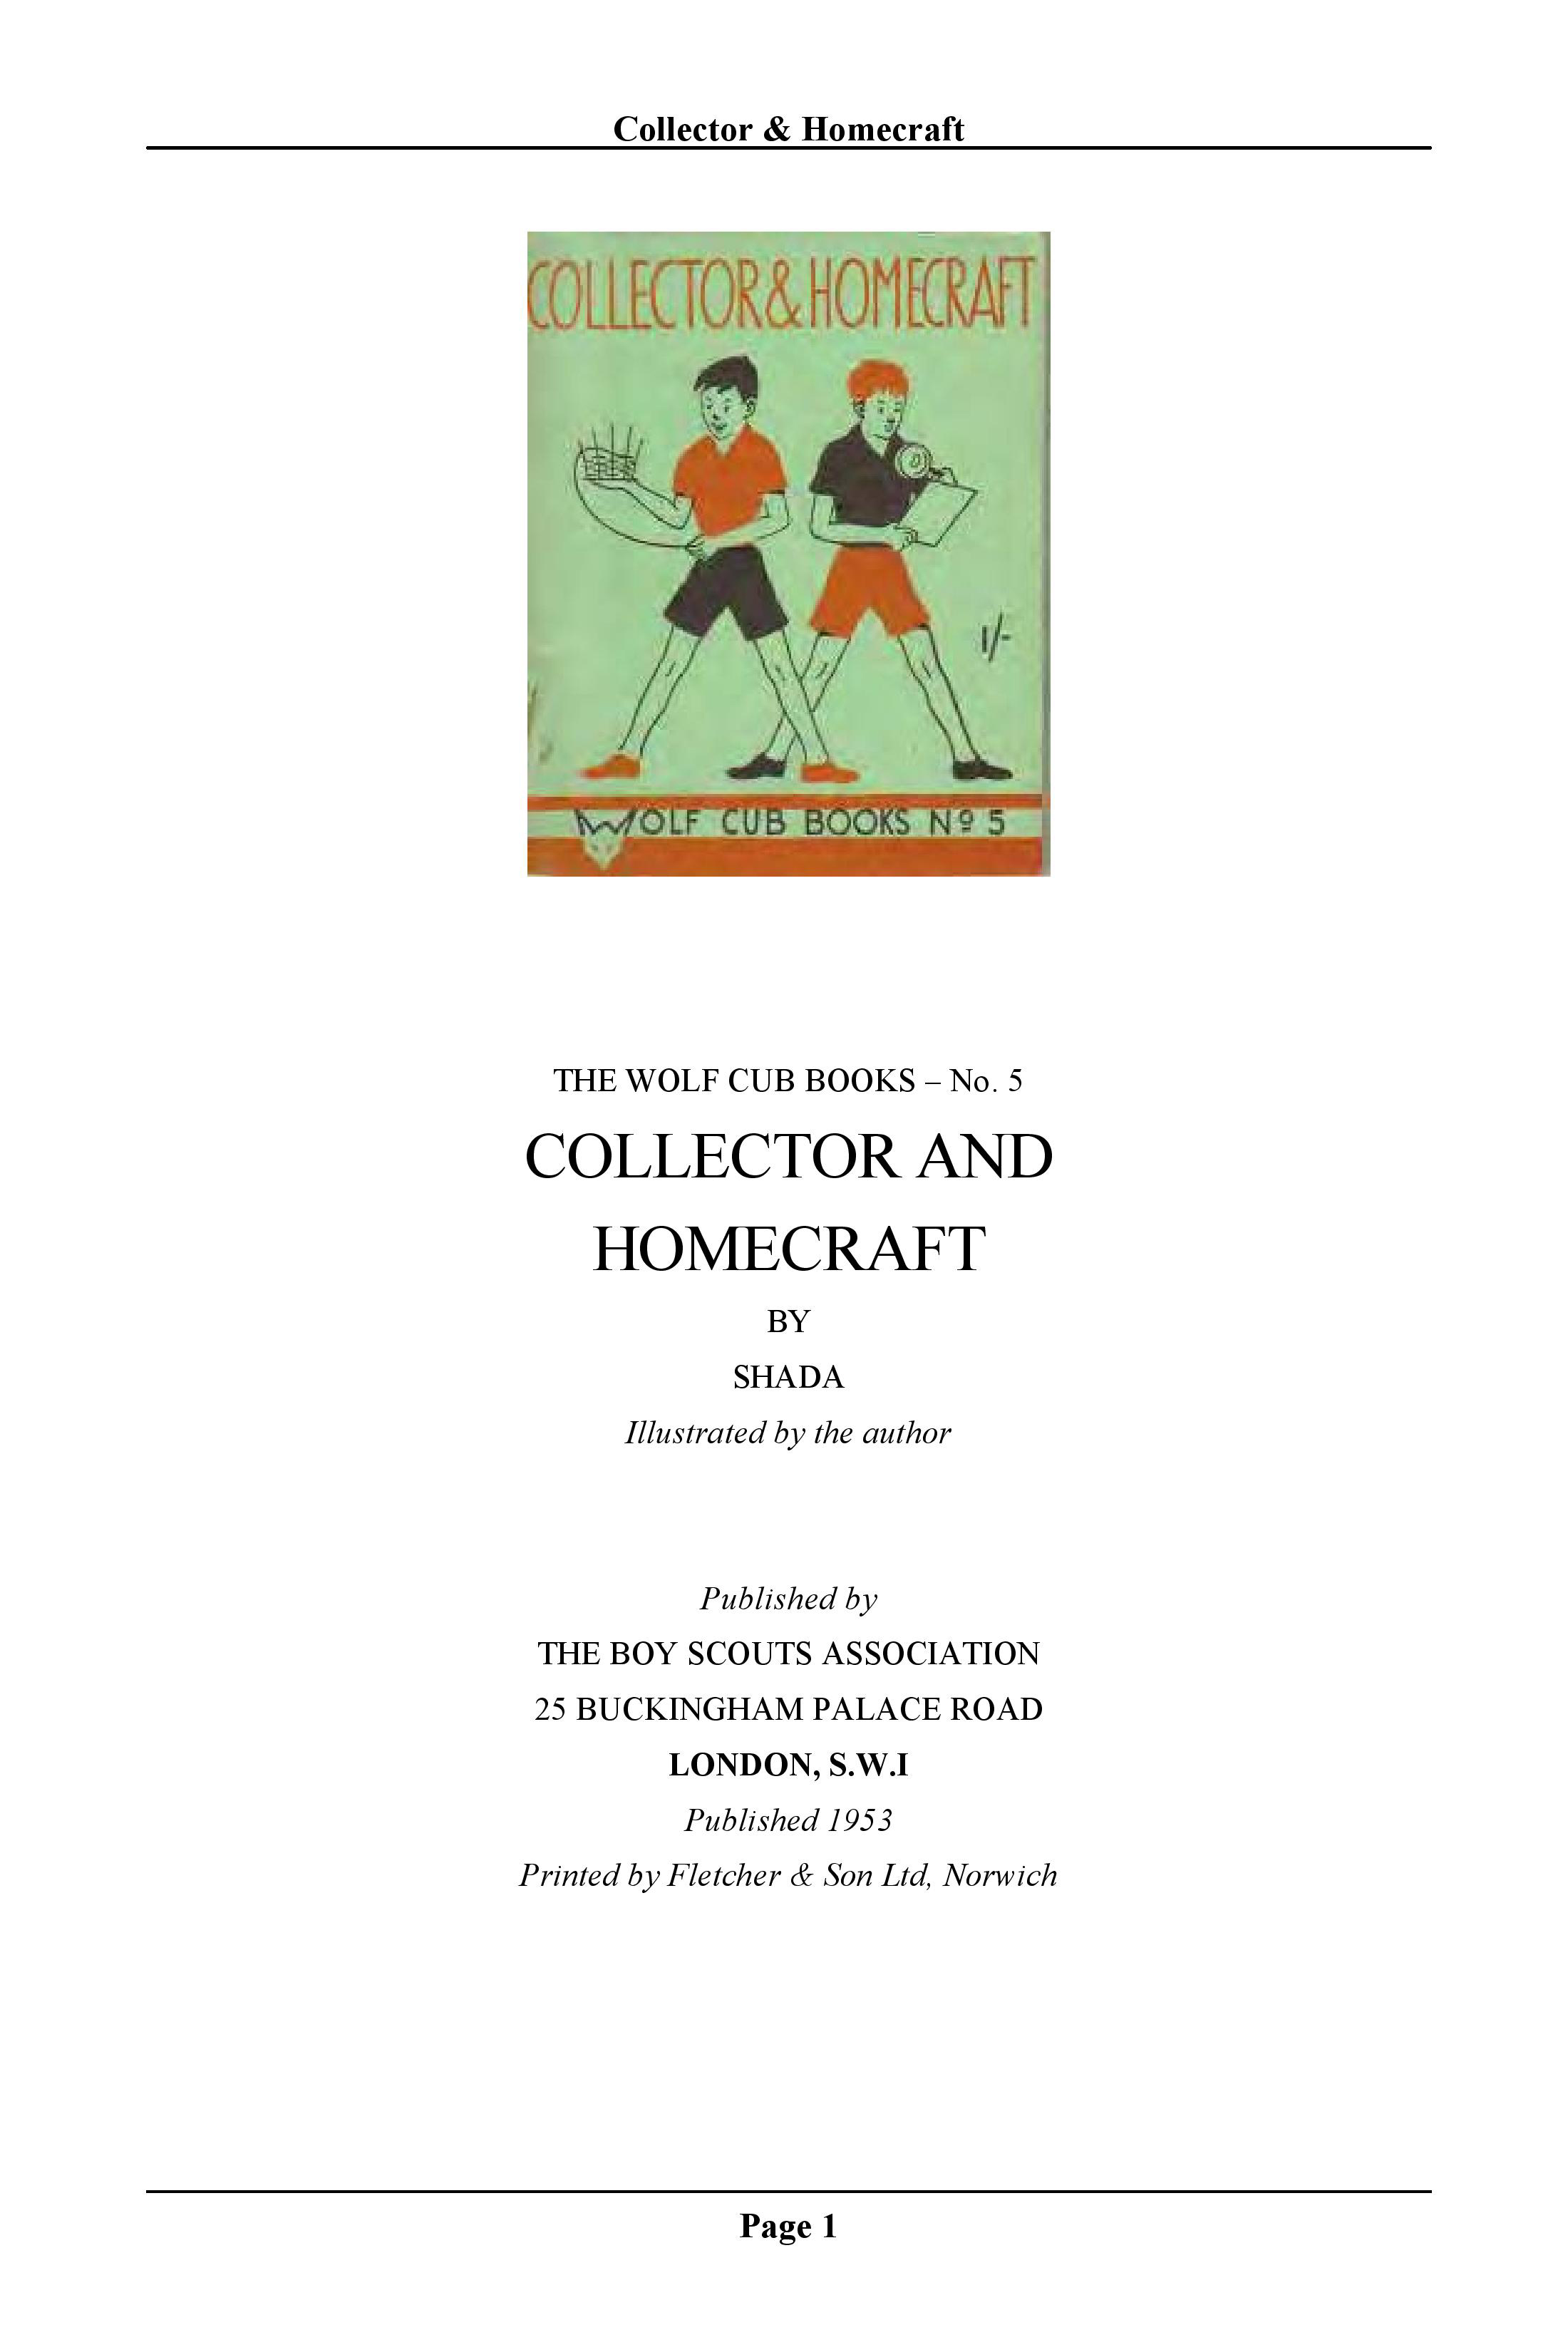 Collector & Homecraft
COLLECTOR & HOMECRAFT
1/-
WOLF CUB BOOKS Nº 5
THE WOLF CUB BOOKS – No. 5
COLLECTOR AND
HOMECRAFT
BY
SHADA
Illustrated by the author
Published by
THE BOY SCOUTS ASSOCIATION
25 BUCKINGHAM PALACE ROAD
LONDON, S.W.I
Published 1953
Printed by Fletcher & Son Ltd, Norwich
Page 1